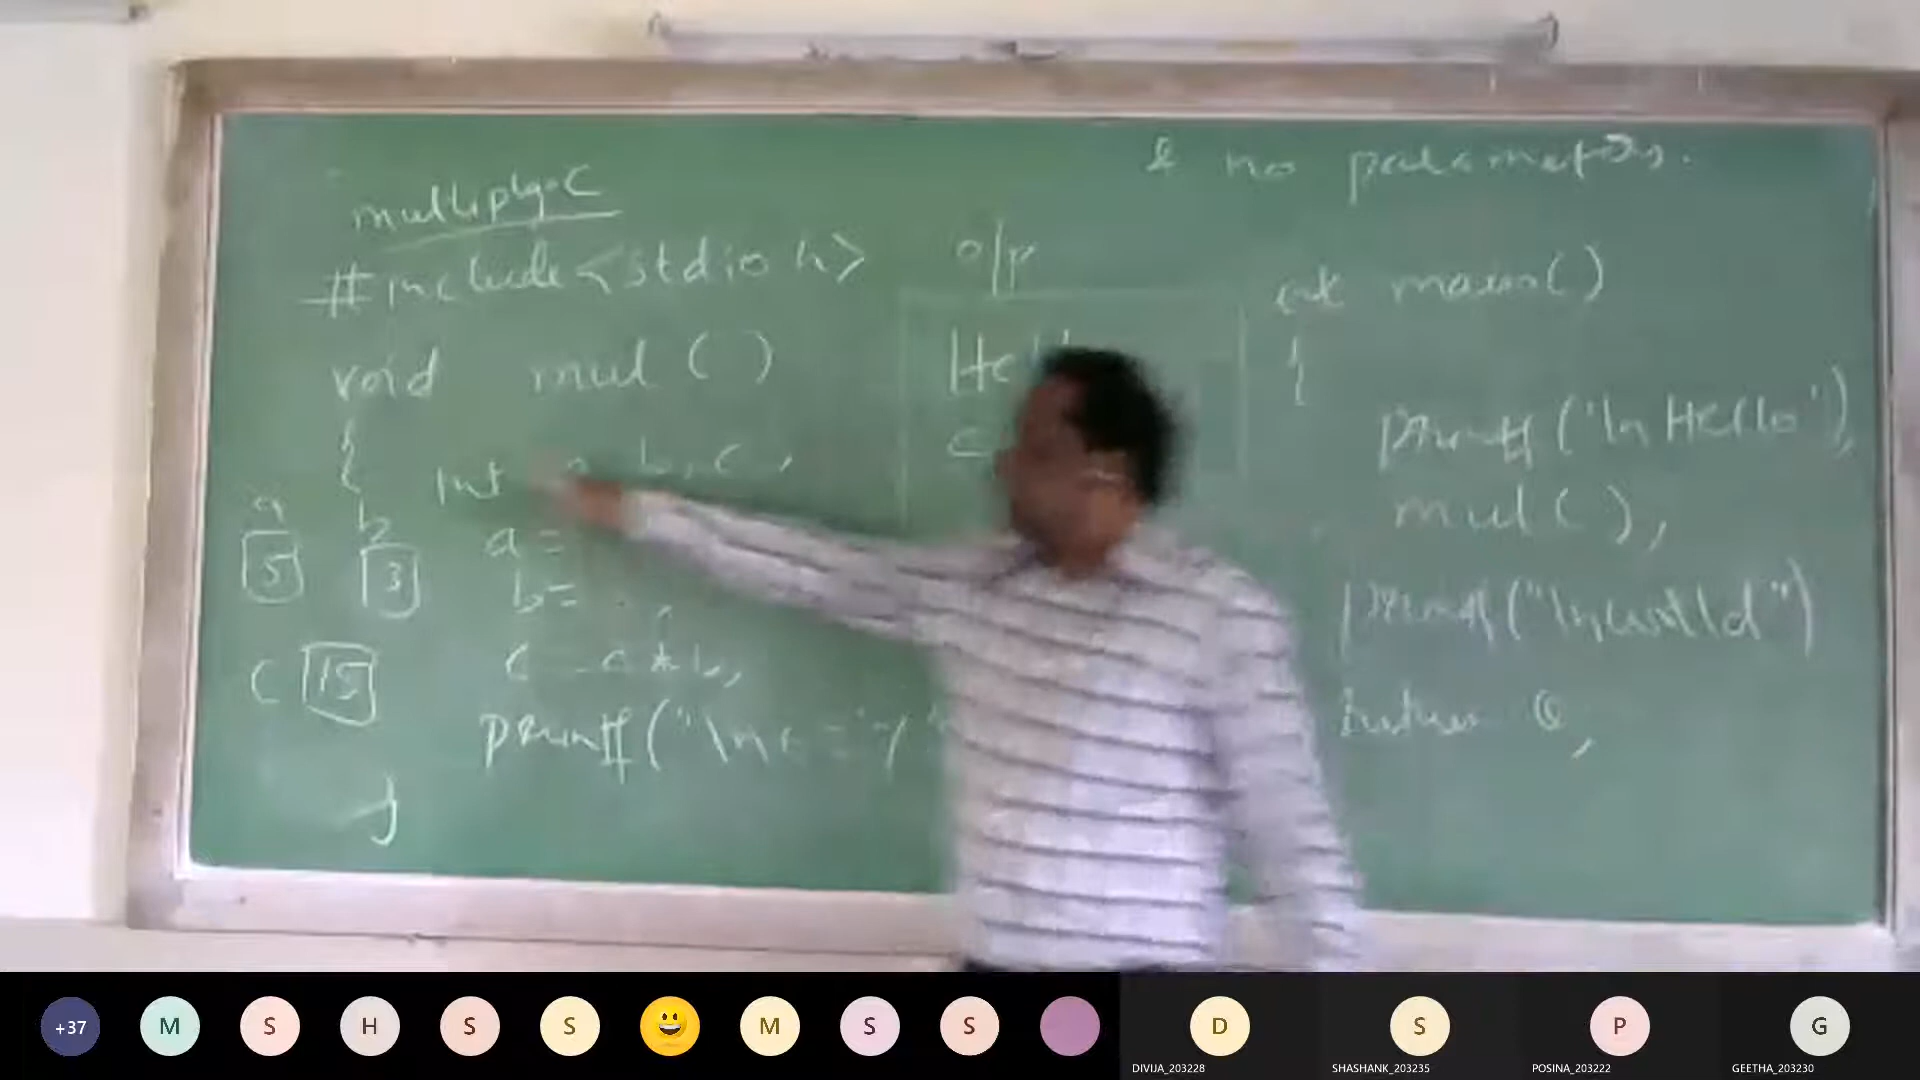 multiply.C
#include<stdio h>
void mul ( )
{
int b, c ,
a
5
b
3
a =
b=
c = a * b,
C 15
printf("\nc =
}
& no parameters.
o/p
int main()
{
printf("\n Hello"),
mul( ),
printf("\n World")
return 0,
+37
M
S
H
S
S
M
S
S
D
S
P
G
DIVIJA_203228
SHASHANK_203235
POSINA_203222
GEETHA_203230